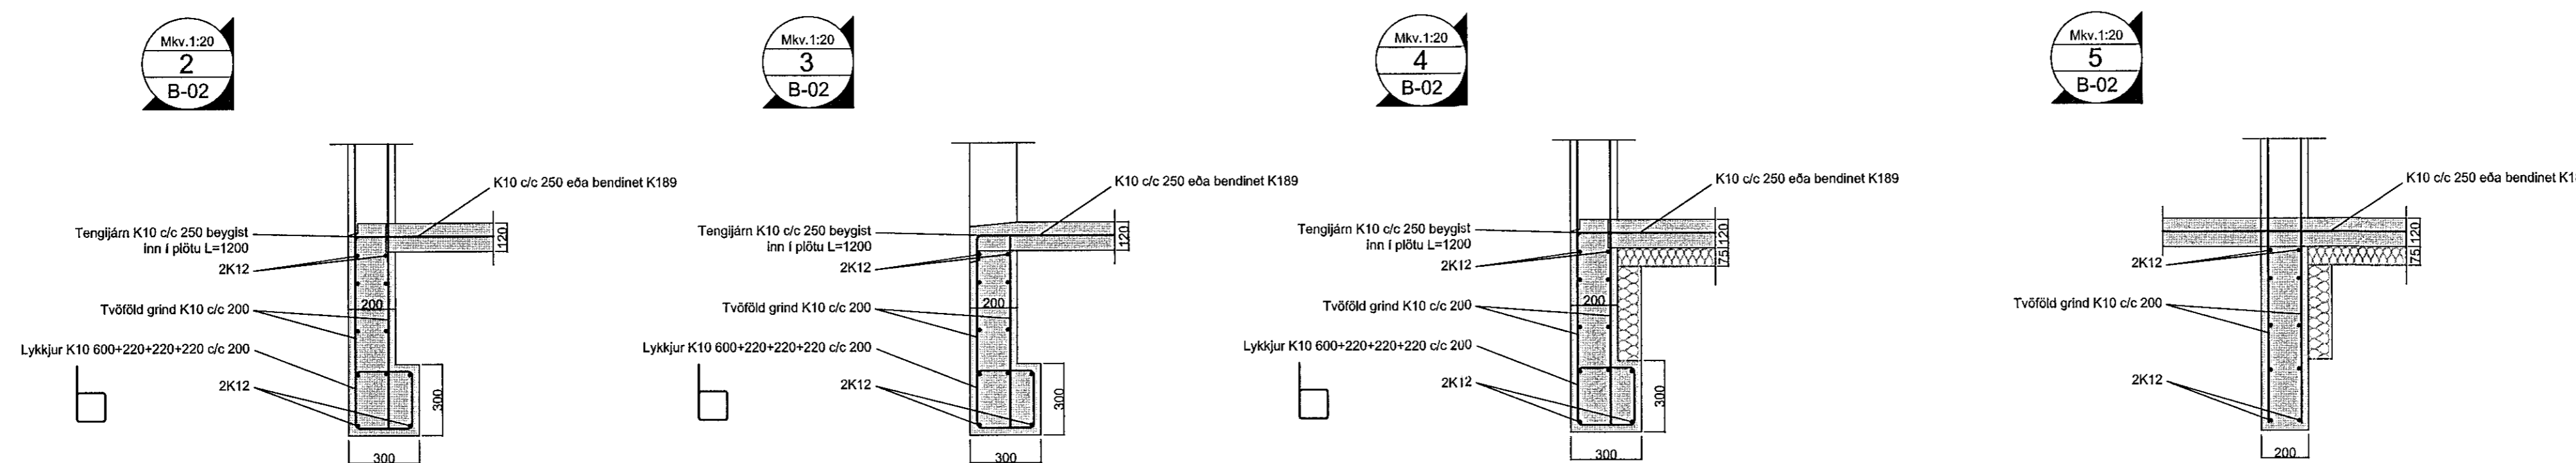 Mkv.1:20
2
B-02
K10 c/c 250 eða bendinet K189
Tengijárn K10 c/c 250 beygist
inn í plötu L=1200
2K12
120
200
Tvöföld grind K10 c/c 200
Lykkjur K10 600+220+220+220 c/c 200
2K12
300
300
Mkv.1:20
3
B-02
K10 c/c 250 eða bendinet K189
Tengijárn K10 c/c 250 beygist
inn í plötu L=1200
2K12
120
200
Tvöföld grind K10 c/c 200
Lykkjur K10 600+220+220+220 c/c 200
2K12
300
300
Mkv.1:20
4
B-02
K10 c/c 250 eða bendinet K189
Tengijárn K10 c/c 250 beygist
inn í plötu L=1200
2K12
120
75
200
Tvöföld grind K10 c/c 200
Lykkjur K10 600+220+220+220 c/c 200
2K12
300
300
Mkv.1:20
5
B-02
K10 c/c 250 eða bendinet
2K12
120
75
Tvöföld grind K10 c/c 200
2K12
200